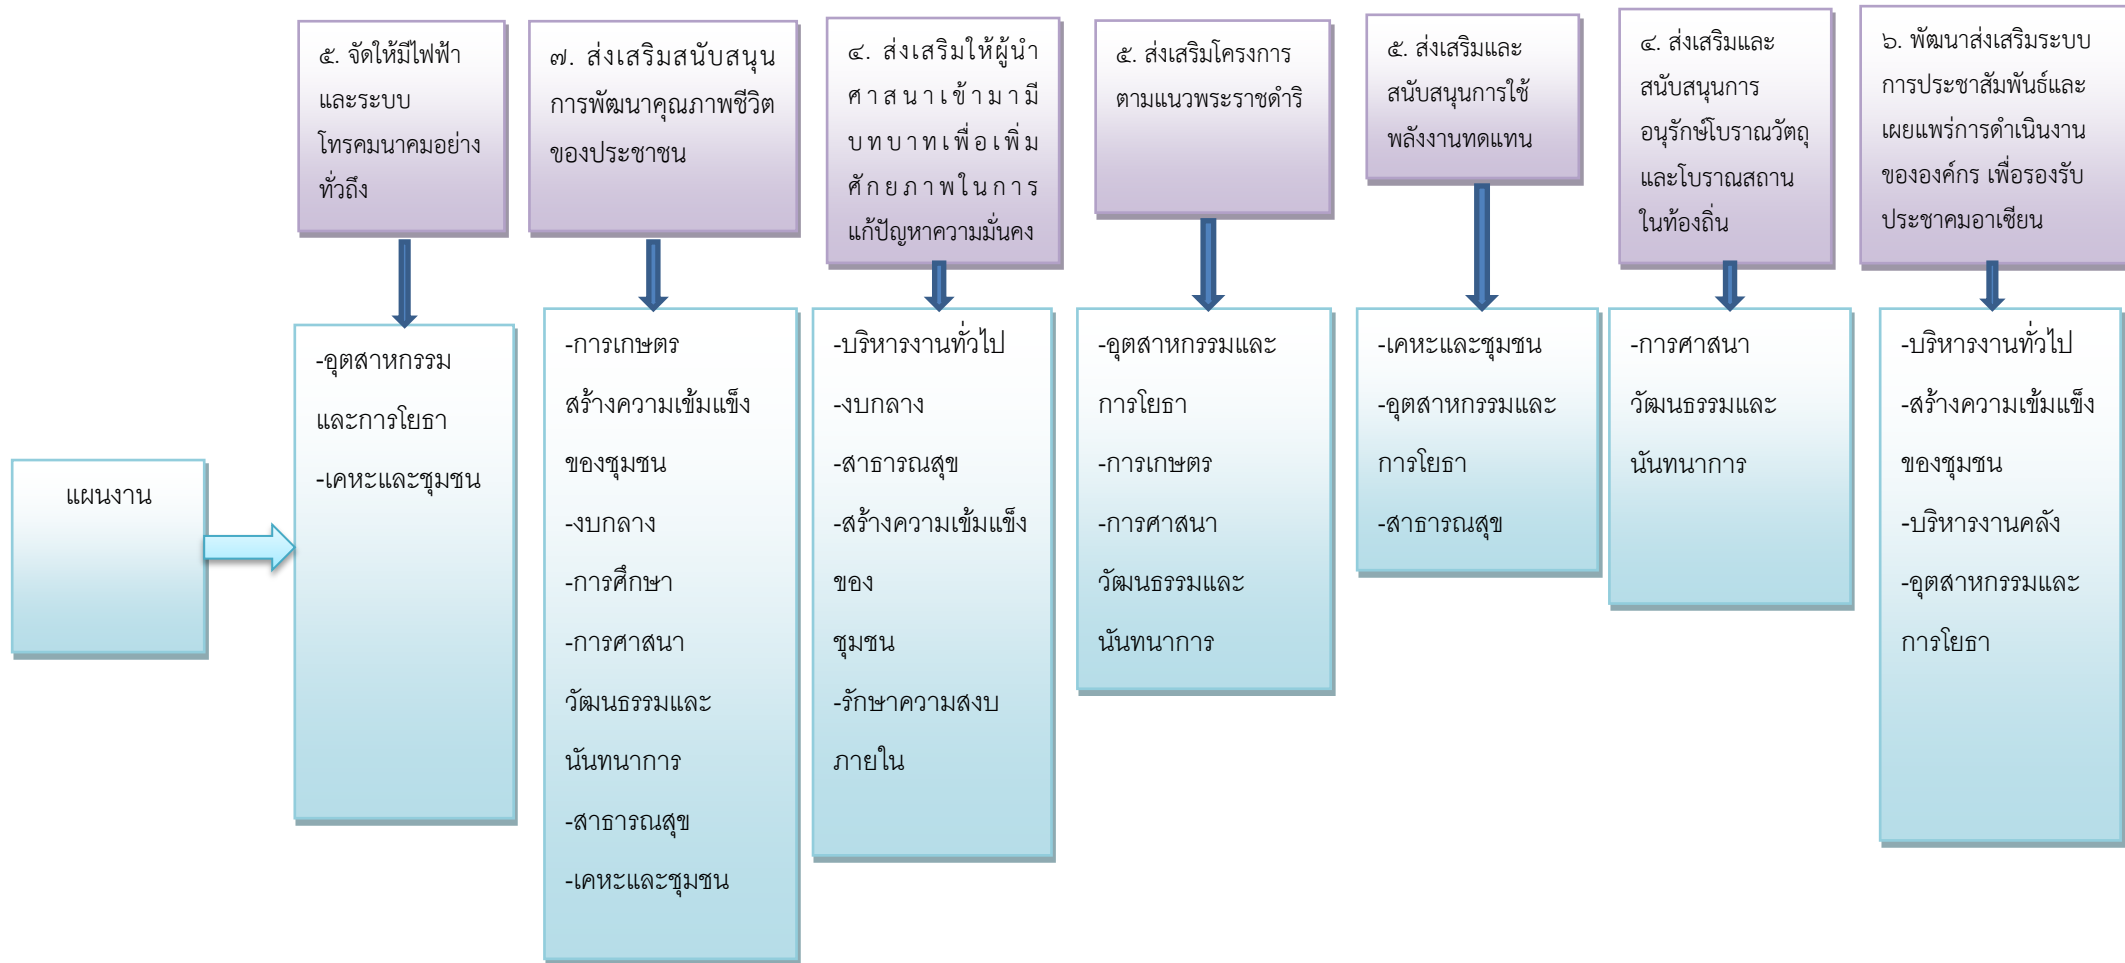 ๕. จัดให้มีไฟฟ้า
และระบบ
โทรคมนาคมอย่าง
ทั่วถึง
๗. ส่งเสริมสนับสนุน
การพัฒนาคุณภาพชีวิต
ของประชาชน
๔. ส่งเสริมให้ผู้นำ
ศาสนาเข้ามามี
บทบาทเพื่อเพิ่ม
ศักยภาพในการ
แก้ปัญหาความมั่นคง
๕. ส่งเสริมโครงการ
ตามแนวพระราชดำริ
๕. ส่งเสริมและ
สนับสนุนการใช้
พลังงานทดแทน
๔. ส่งเสริมและ
สนับสนุนการ
อนุรักษ์โบราณวัตถุ
และโบราณสถาน
ในท้องถิ่น
๖. พัฒนาส่งเสริมระบบ
การประชาสัมพันธ์และ
เผยแพร่การดำเนินงาน
ขององค์กร เพื่อรองรับ
ประชาคมอาเซียน
แผนงาน
-อุตสาหกรรม
และการโยธา
-เคหะและชุมชน
-การเกษตร
สร้างความเข้มแข็ง
ของชุมชน
-งบกลาง
-การศึกษา
-การศาสนา
วัฒนธรรมและ
นันทนาการ
-สาธารณสุข
-เคหะและชุมชน
-บริหารงานทั่วไป
-งบกลาง
-สาธารณสุข
-สร้างความเข้มแข็ง
ของ
ชุมชน
-รักษาความสงบ
ภายใน
-อุตสาหกรรมและ
การโยธา
-การเกษตร
-การศาสนา
วัฒนธรรมและ
นันทนาการ
-เคหะและชุมชน
-อุตสาหกรรมและ
การโยธา
-สาธารณสุข
-การศาสนา
วัฒนธรรมและ
นันทนาการ
-บริหารงานทั่วไป
-สร้างความเข้มแข็ง
ของชุมชน
-บริหารงานคลัง
-อุตสาหกรรมและ
การโยธา